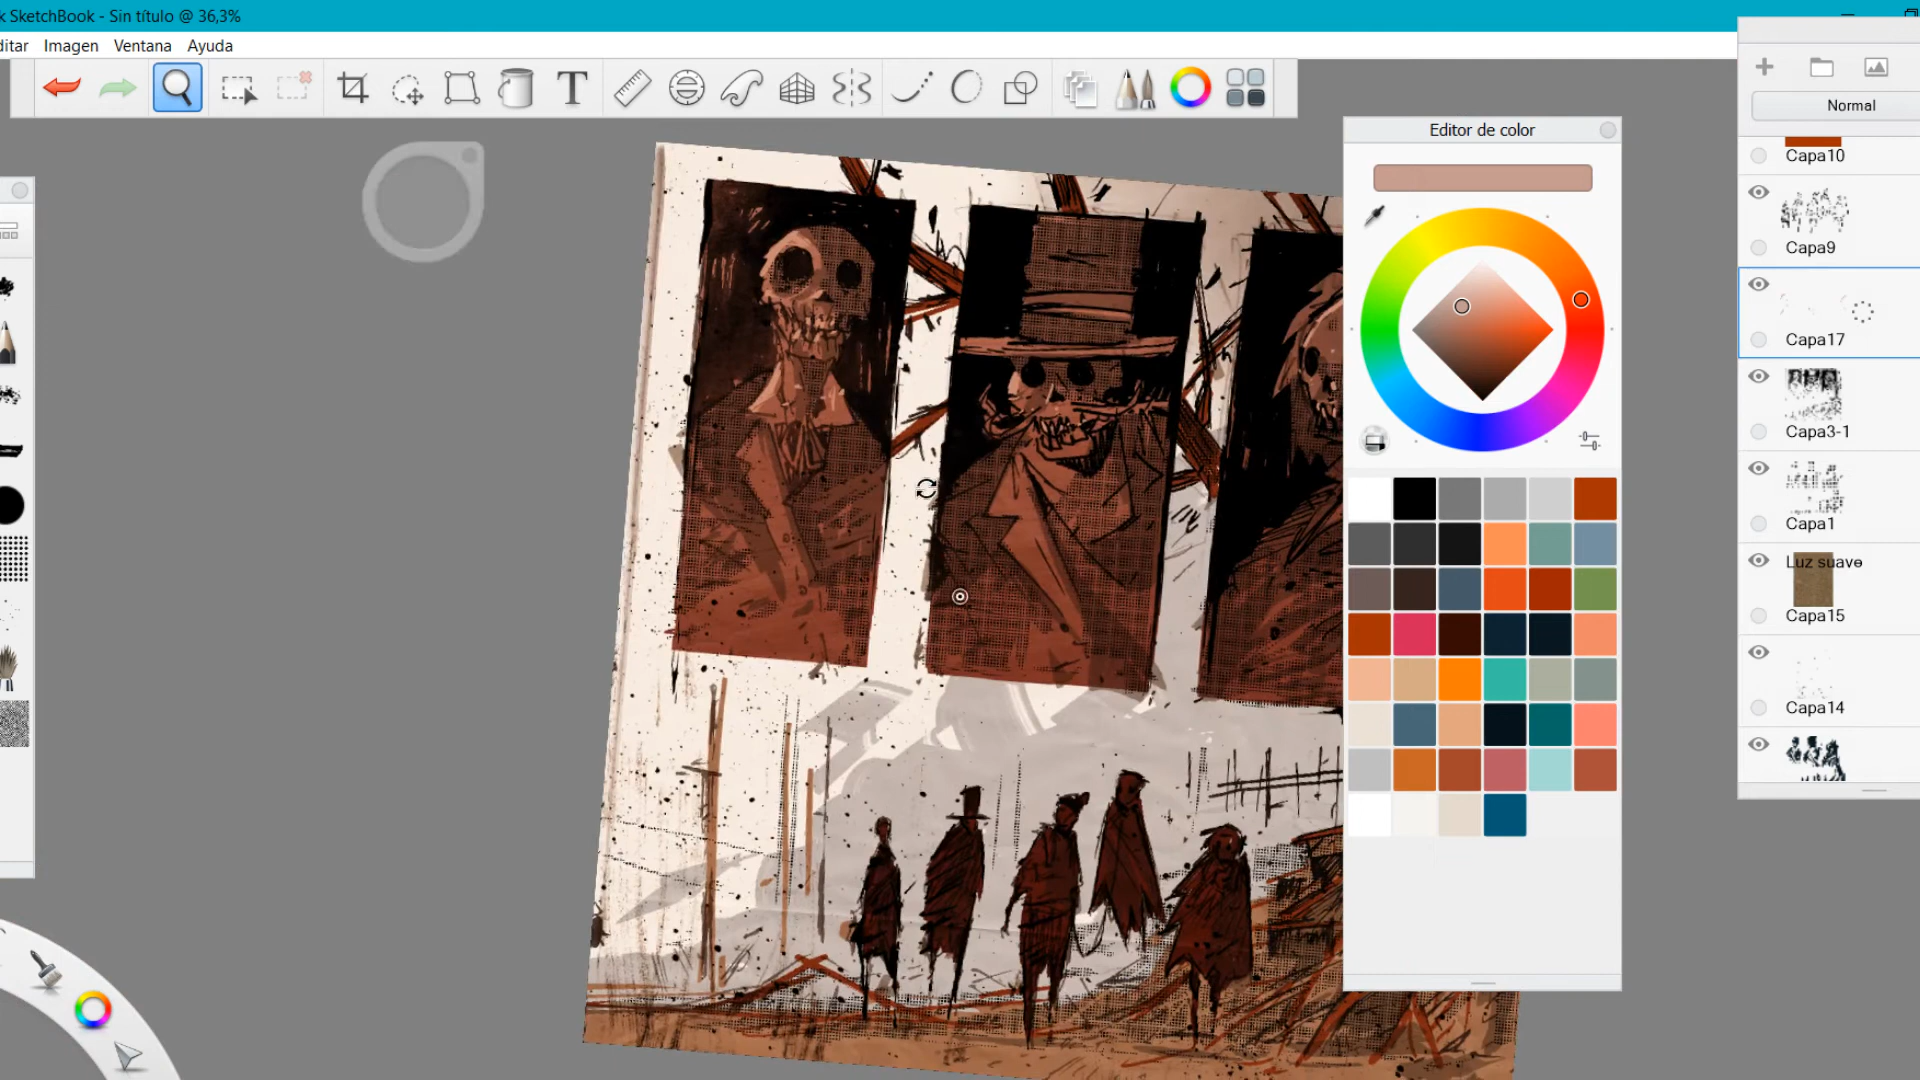 k SketchBook - Sin título @ 36,3%
ditar Imagen Ventana Ayuda
Normal
Editor de color
Capa10
Capa9
Capa17
Capa3-1
Capa1
Luz suave
Capa15
Capa14